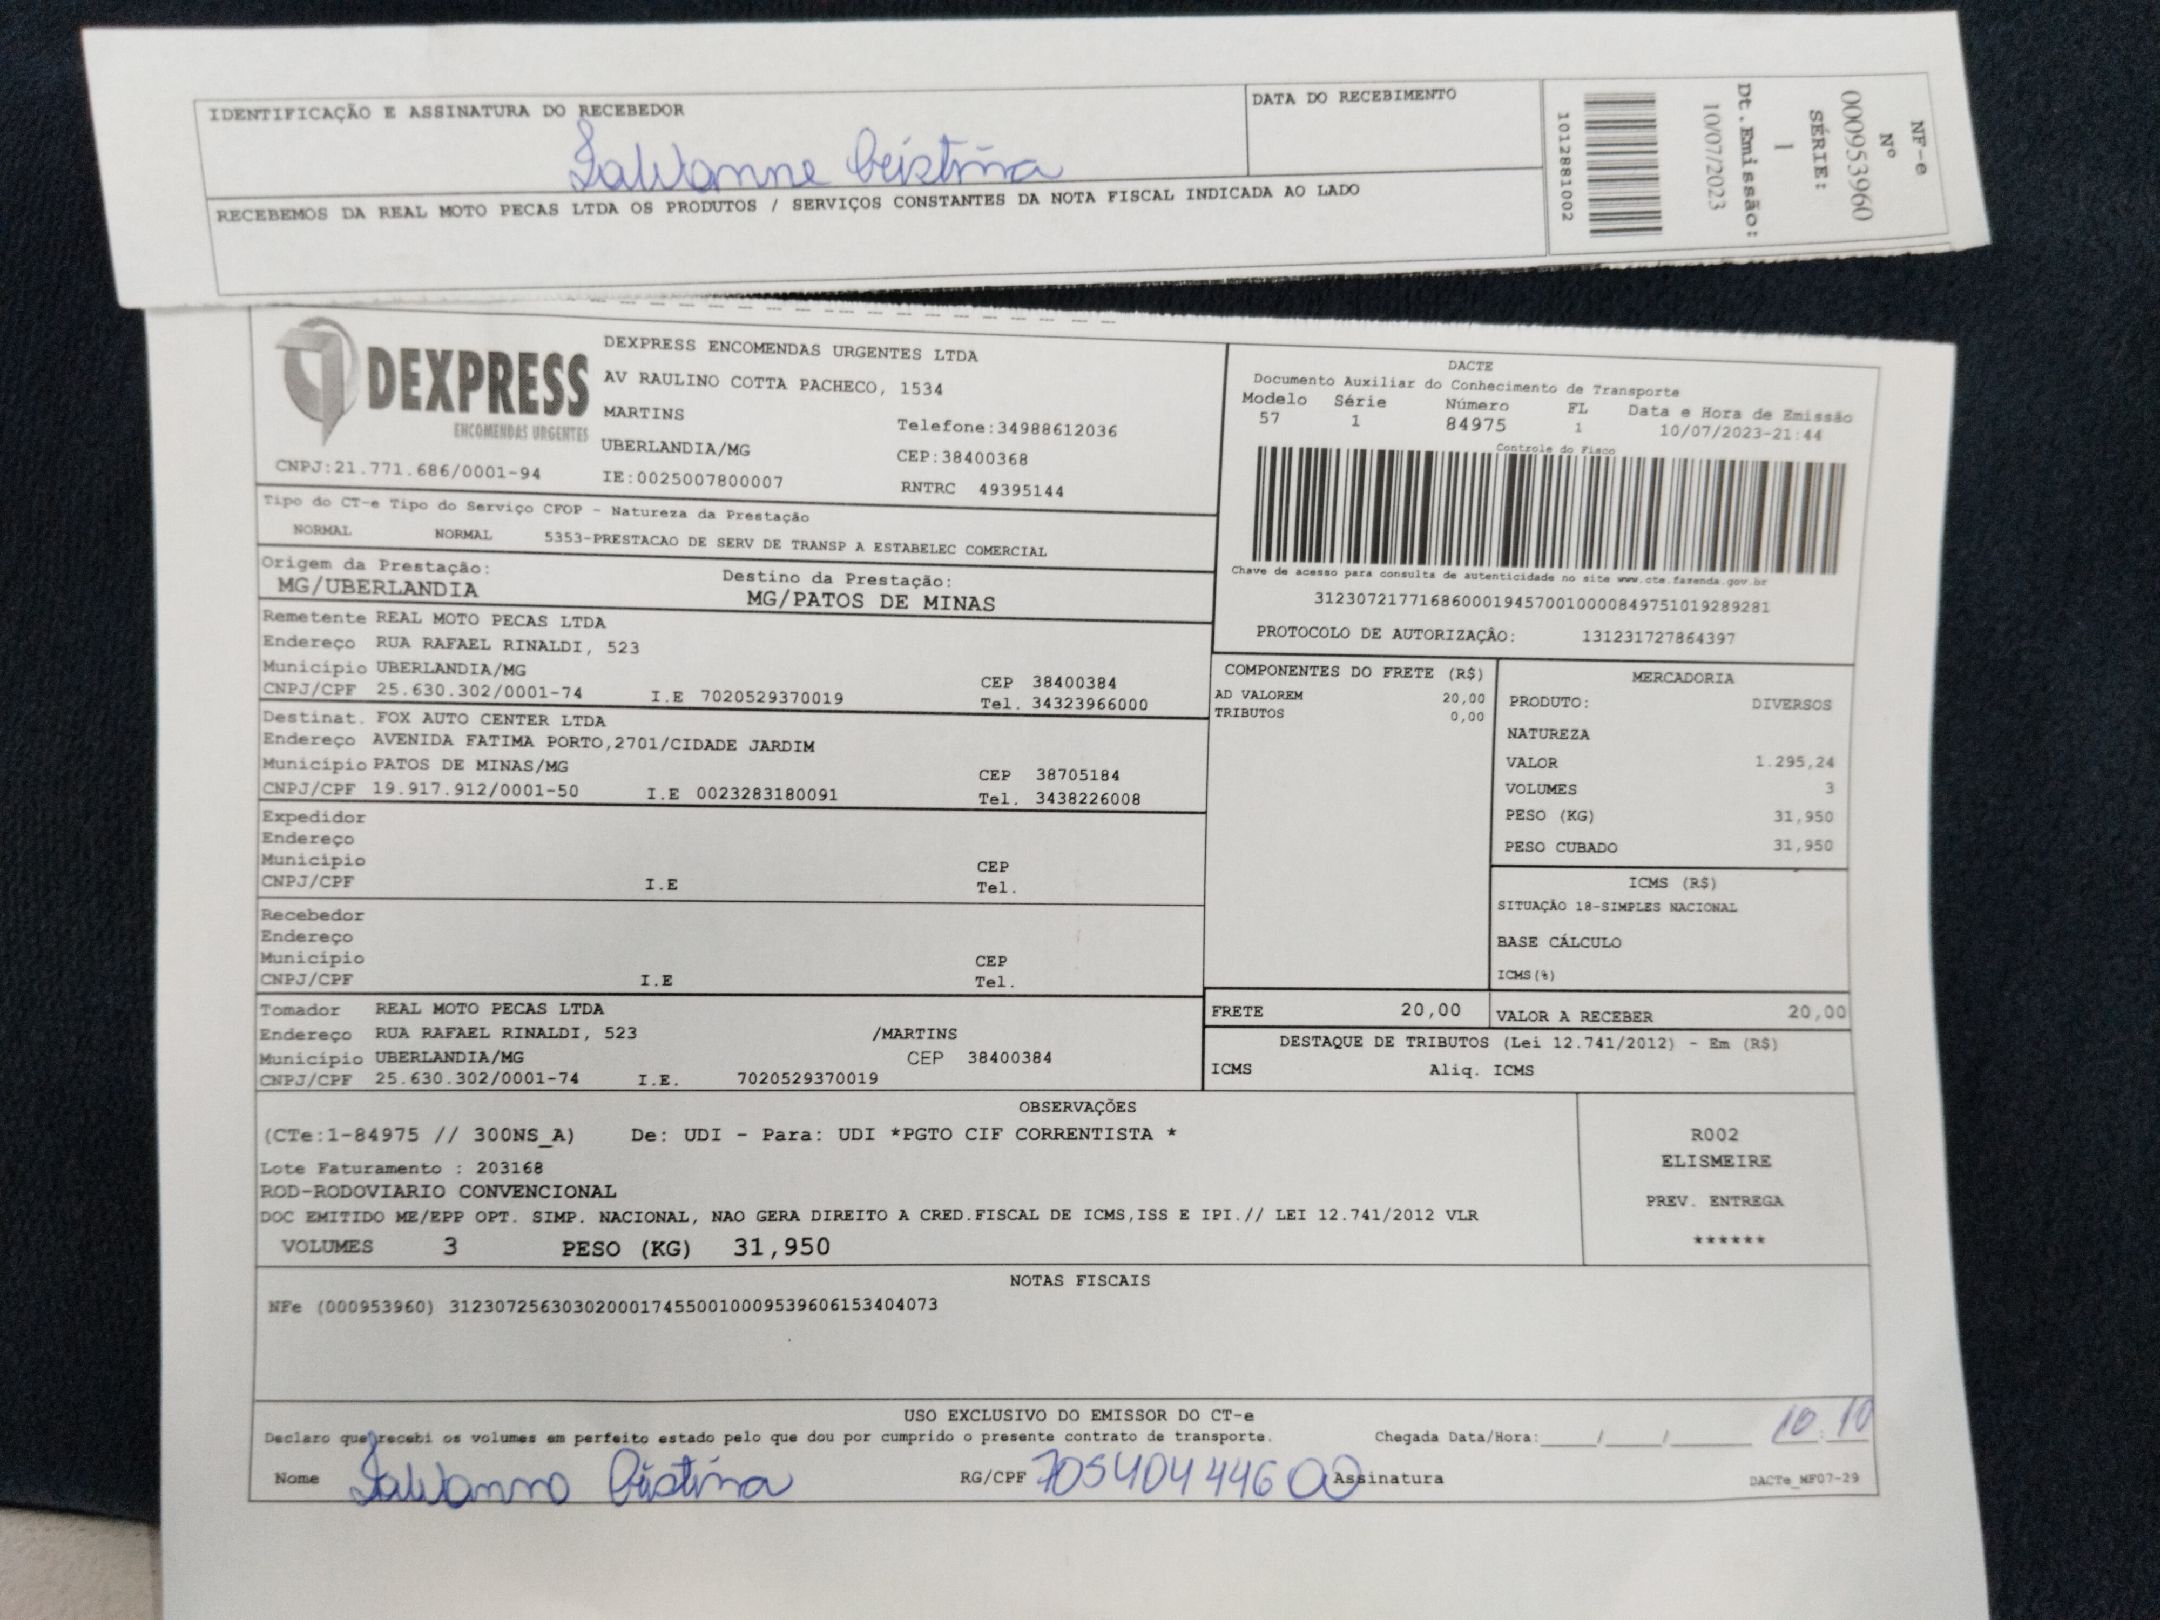 IDENTIFICAÇÃO E ASSINATURA DO RECEBEDOR
DATA DO RECEBIMENTO
Cristina
RECEBEMOS DA REAL MOTO PECAS LTDA OS PRODUTOS / SERVIÇOS CONSTANTES DA NOTA FISCAL INDICADA AO LADO
1012881002
NF-e
Nº
000953960
SÉRIE:
1
Dt.Emissão:
10/07/2023
DEXPRESS
ENCOMENDAS URGENTES
CNPJ:21.771.686/0001-94
DEXPRESS ENCOMENDAS URGENTES LTDA
AV RAULINO COTTA PACHECO, 1534
MARTINS
Telefone:34988612036
UBERLANDIA/MG
CEP:38400368
IE:0025007800007
RNTRC 49395144
DACTE
Documento Auxiliar do Conhecimento de Transporte
Modelo Série Número FL Data e Hora de Emissão
57 1 84975 1 10/07/2023-21:44
Controle do Fisco
Chave de acesso para consulta de autenticidade no site www.cte.fazenda.gov.br
31230721771686000194570010000849751019289281
PROTOCOLO DE AUTORIZAÇÃO: 131231727864397
Tipo do CT-e Tipo do Serviço CFOP - Natureza da Prestação
NORMAL NORMAL 5353-PRESTACAO DE SERV DE TRANSP A ESTABELEC COMERCIAL
Origem da Prestação: Destino da Prestação:
MG/UBERLANDIA MG/PATOS DE MINAS
Remetente REAL MOTO PECAS LTDA
Endereço RUA RAFAEL RINALDI, 523
Município UBERLANDIA/MG CEP 38400384
CNPJ/CPF 25.630.302/0001-74 I.E 7020529370019 Tel. 34323966000
Destinat. FOX AUTO CENTER LTDA
Endereço AVENIDA FATIMA PORTO,2701/CIDADE JARDIM
Município PATOS DE MINAS/MG CEP 38705184
CNPJ/CPF 19.917.912/0001-50 I.E 0023283180091 Tel. 3438226008
Expedidor
Endereço
Município CEP
CNPJ/CPF I.E Tel.
Recebedor
Endereço
Município CEP
CNPJ/CPF I.E Tel.
Tomador REAL MOTO PECAS LTDA
Endereço RUA RAFAEL RINALDI, 523 /MARTINS
Município UBERLANDIA/MG CEP 38400384
CNPJ/CPF 25.630.302/0001-74 I.E. 7020529370019
COMPONENTES DO FRETE (R$)
AD VALOREM 20,00
TRIBUTOS 0,00
MERCADORIA
PRODUTO: DIVERSOS
NATUREZA
VALOR 1.295,24
VOLUMES 3
PESO (KG) 31,950
PESO CUBADO 31,950
ICMS (R$)
SITUAÇÃO 18-SIMPLES NACIONAL
BASE CÁLCULO
ICMS(%)
FRETE 20,00 VALOR A RECEBER 20,00
DESTAQUE DE TRIBUTOS (Lei 12.741/2012) - Em (R$)
ICMS Aliq. ICMS
OBSERVAÇÕES
(CTe:1-84975 // 300NS_A) De: UDI - Para: UDI *PGTO CIF CORRENTISTA *
Lote Faturamento : 203168
ROD-RODOVIARIO CONVENCIONAL
DOC EMITIDO ME/EPP OPT. SIMP. NACIONAL, NAO GERA DIREITO A CRED.FISCAL DE ICMS,ISS E IPI.// LEI 12.741/2012 VLR
VOLUMES 3 PESO (KG) 31,950
R002
ELISMEIRE
PREV. ENTREGA
******
NOTAS FISCAIS
NFe (000953960) 31230725630302000174550010009539606153404073
USO EXCLUSIVO DO EMISSOR DO CT-e
Declaro que recebi os volumes em perfeito estado pelo que dou por cumprido o presente contrato de transporte. Chegada Data/Hora:____/____/______ 10:10
Nome Cristina RG/CPF 70540444600 Assinatura DACTe_MF07-29